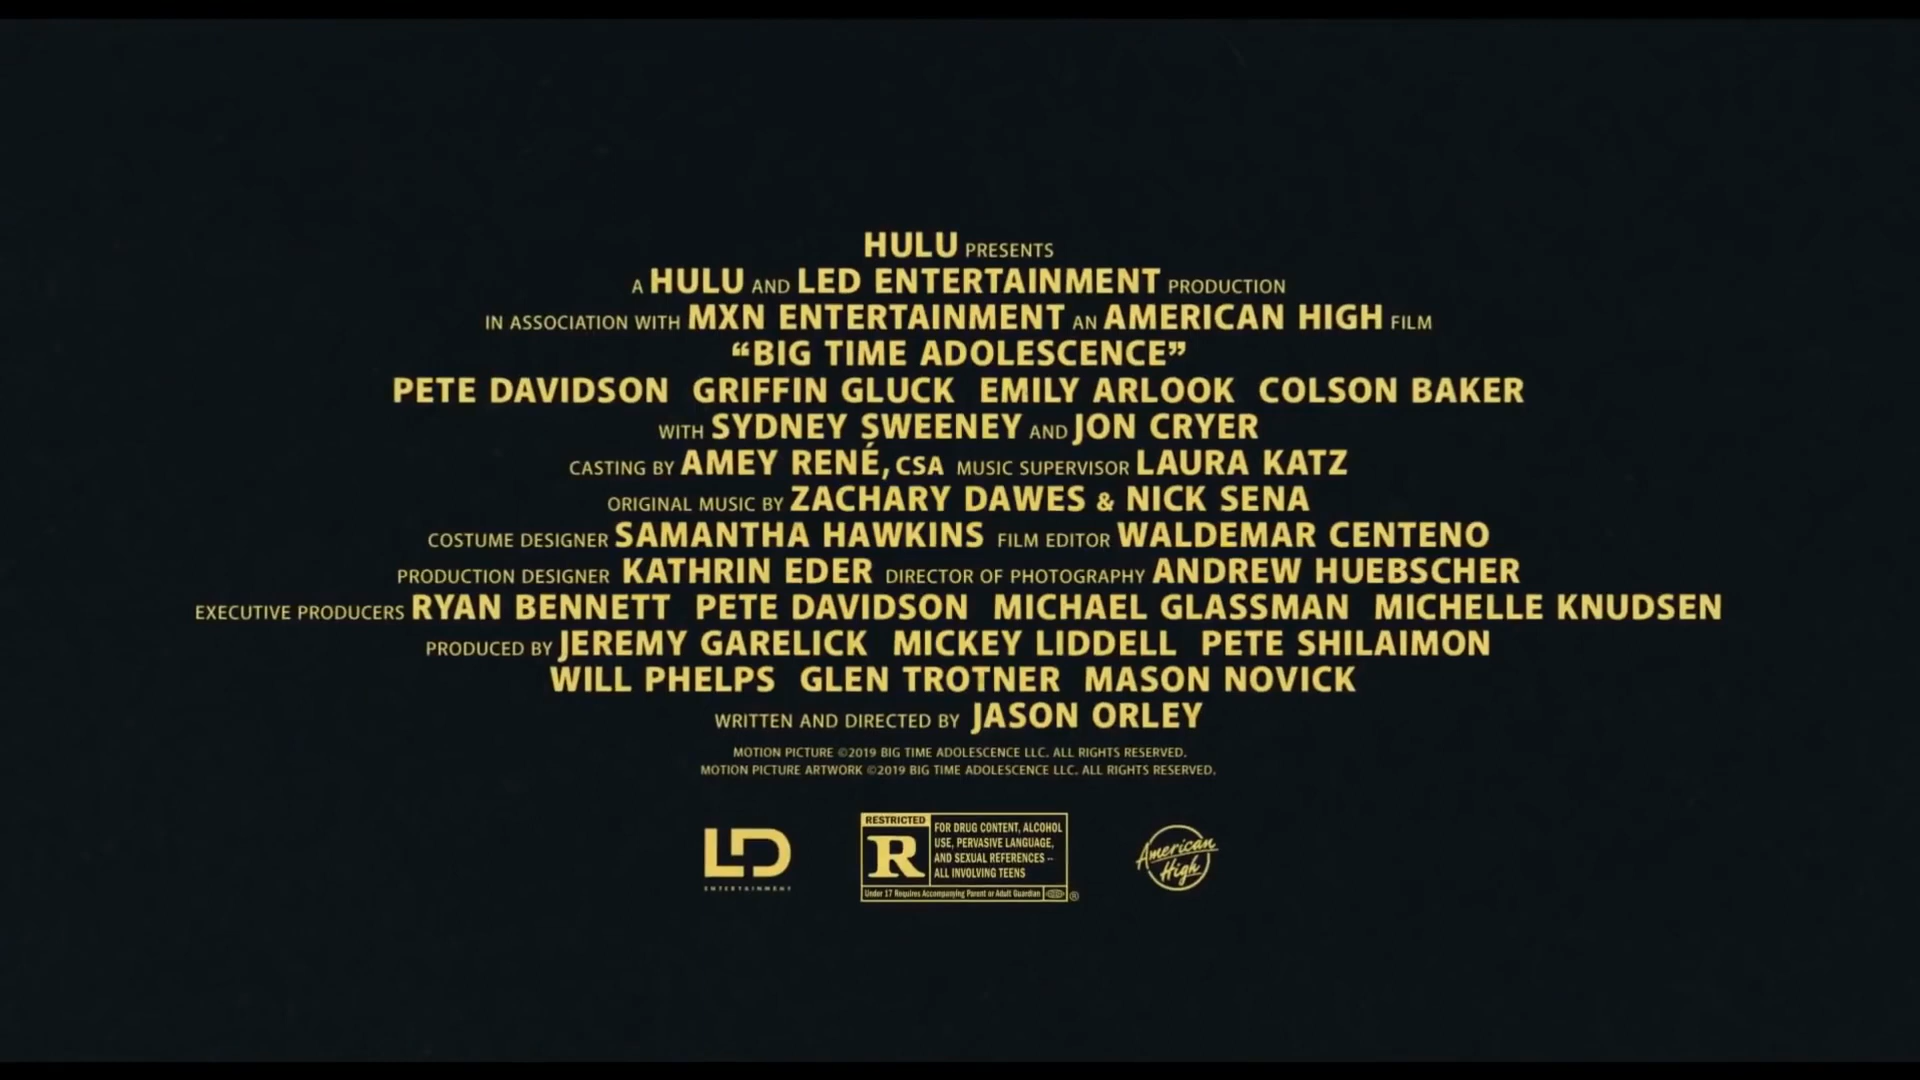 HULU PRESENTS
A HULU AND LED ENTERTAINMENT PRODUCTION
IN ASSOCIATION WITH MXN ENTERTAINMENT AN AMERICAN HIGH FILM
“BIG TIME ADOLESCENCE”
PETE DAVIDSON GRIFFIN GLUCK EMILY ARLOOK COLSON BAKER
WITH SYDNEY SWEENEY AND JON CRYER
CASTING BY AMEY RENÉ, CSA MUSIC SUPERVISOR LAURA KATZ
ORIGINAL MUSIC BY ZACHARY DAWES & NICK SENA
COSTUME DESIGNER SAMANTHA HAWKINS FILM EDITOR WALDEMAR CENTENO
PRODUCTION DESIGNER KATHRIN EDER DIRECTOR OF PHOTOGRAPHY ANDREW HUEBSCHER
EXECUTIVE PRODUCERS RYAN BENNETT PETE DAVIDSON MICHAEL GLASSMAN MICHELLE KNUDSEN
PRODUCED BY JEREMY GARELICK MICKEY LIDDELL PETE SHILAIMON
WILL PHELPS GLEN TROTNER MASON NOVICK
WRITTEN AND DIRECTED BY JASON ORLEY
MOTION PICTURE ©2019 BIG TIME ADOLESCENCE LLC. ALL RIGHTS RESERVED.
MOTION PICTURE ARTWORK ©2019 BIG TIME ADOLESCENCE LLC. ALL RIGHTS RESERVED.
LD
ENTERTAINMENT
RESTRICTED
R
FOR DRUG CONTENT, ALCOHOL
USE, PERVASIVE LANGUAGE,
AND SEXUAL REFERENCES –
ALL INVOLVING TEENS
Under 17 Requires Accompanying Parent or Adult Guardian ®
American
High